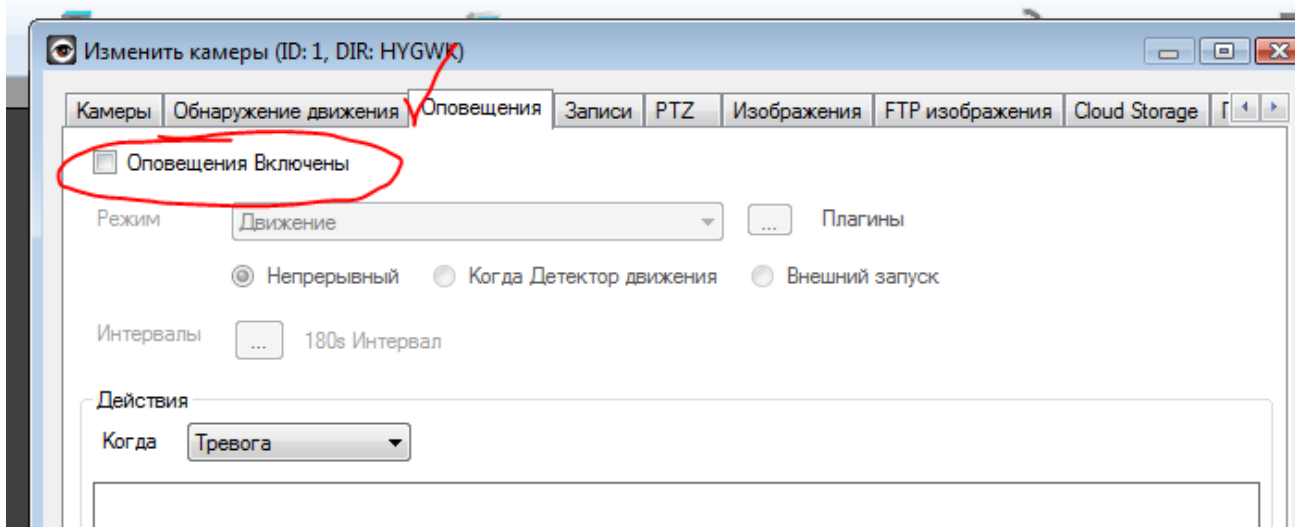 Изменить камеры (ID: 1, DIR: HYGWK)
Камеры Обнаружение движения Оповещения Записи PTZ Изображения FTP изображения Cloud Storage
Оповещения Включены
Режим Движение ... Плагины
Непрерывный Когда Детектор движения Внешний запуск
Интервалы ... 180s Интервал
Действия
Когда Тревога